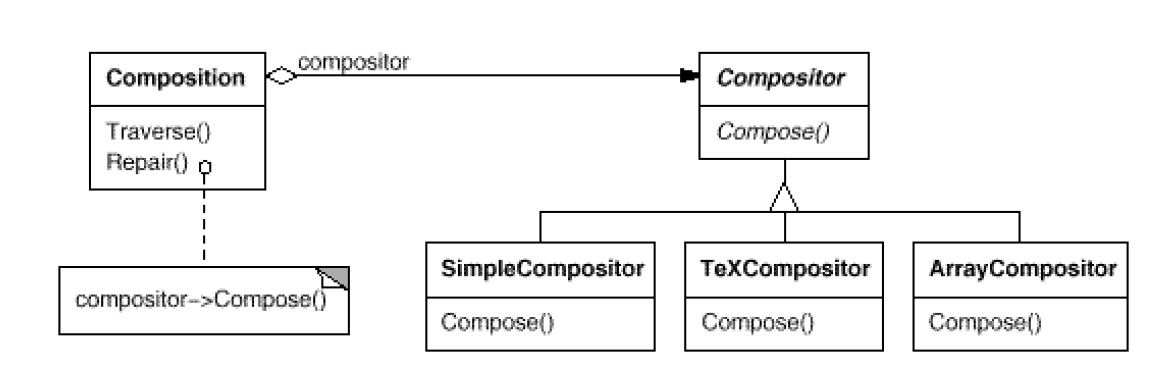 Composition
compositor
Compositor
Traverse()
Repair()
Compose()
compositor–>Compose()
SimpleCompositor
TeXCompositor
ArrayCompositor
Compose()
Compose()
Compose()